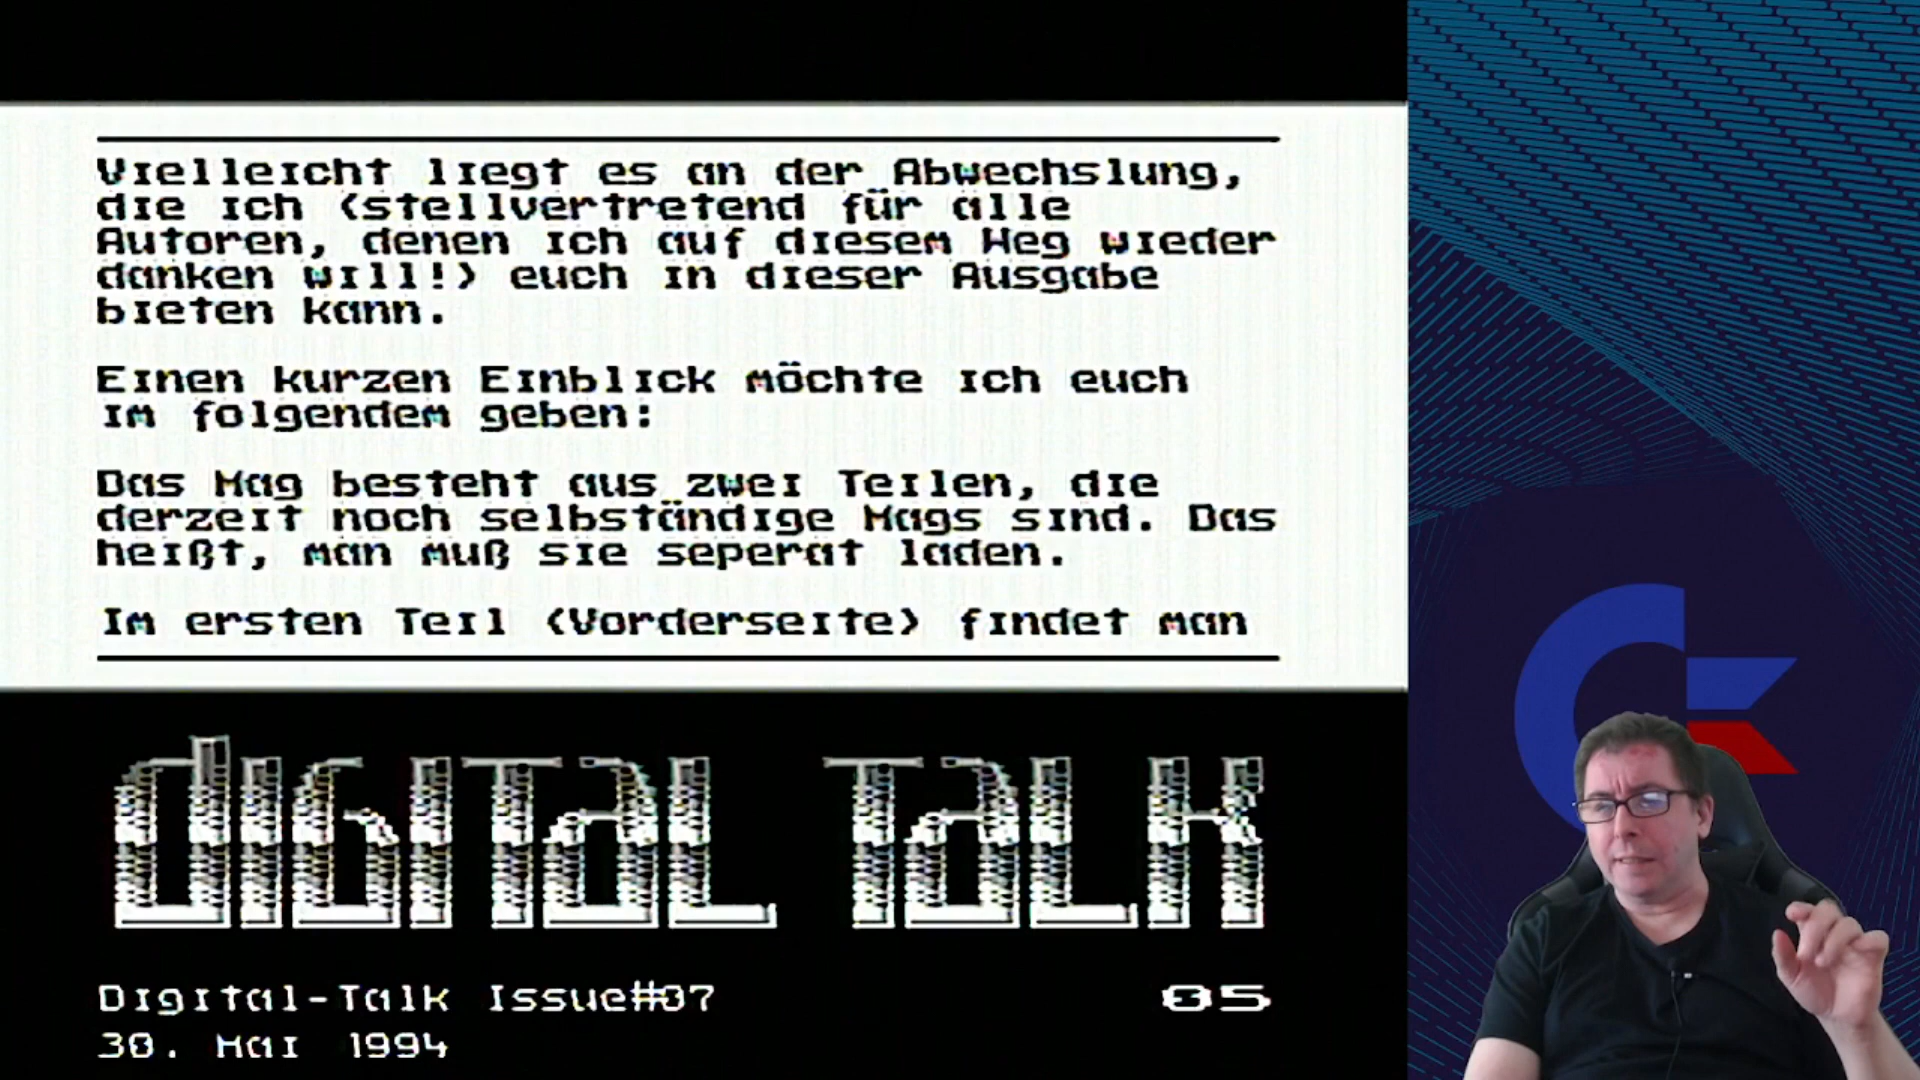 Vielleicht liegt es an der Abwechslung,
die ich (stellvertretend für alle
Autoren, denen ich auf diesem Weg wieder
danken will!) euch in dieser Ausgabe
bieten kann.
Einen kurzen Einblick möchte ich euch
im folgendem geben:
Das Mag besteht aus zwei Teilen, die
derzeit noch selbständige Mags sind. Das
heißt, man muß sie seperat laden.
Im ersten Teil (Vorderseite) findet man
DIGITAL TALK
Digital-Talk Issue#07 05
30. Mai 1994